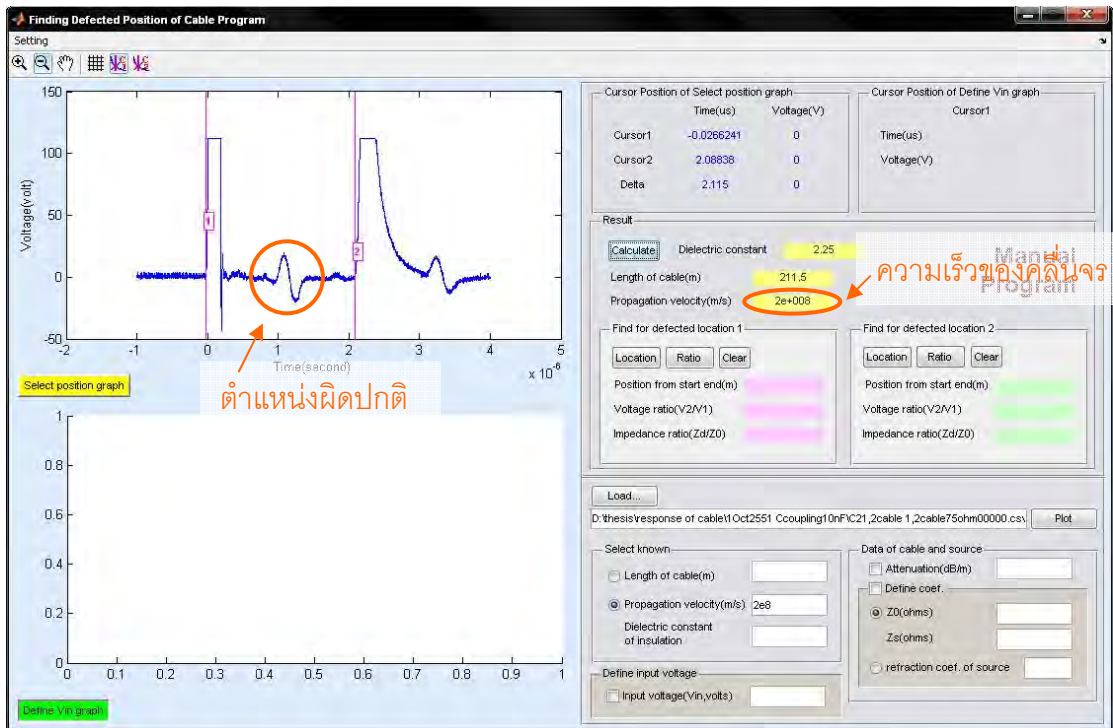 Finding Defected Position of Cable Program
Setting
150
100
50
0
-50
-2 -1 0 1 2 3 4 5
Voltage(volt)
Time(second)
x 10^-6
1
2
ตำแหน่งผิดปกติ
Select position graph
1
0.8
0.6
0.4
0.2
0
0 0.1 0.2 0.3 0.4 0.5 0.6 0.7 0.8 0.9 1
Define Vin graph
Cursor Position of Select position graph
Time(us) Voltage(V)
Cursor1 -0.0266241 0
Cursor2 2.08838 0
Delta 2.115 0
Cursor Position of Define Vin graph
Cursor1
Time(us)
Voltage(V)
Result
Calculate Dielectric constant 2.25
Length of cable(m) 211.5
Propagation velocity(m/s) 2e+008
Manual
Program
ความเร็วของคลื่นจร
Find for defected location 1
Location Ratio Clear
Position from start end(m)
Voltage ratio(V2/V1)
Impedance ratio(Zd/Z0)
Find for defected location 2
Location Ratio Clear
Position from start end(m)
Voltage ratio(V2/V1)
Impedance ratio(Zd/Z0)
Load...
D:\thesis\response of cable\1Oct2551 Ccoupling10nF\C21,2cable 1,2cable75ohm00000.csv Plot
Select known
Length of cable(m)
Propagation velocity(m/s) 2e8
Dielectric constant
of insulation
Define input voltage
Input voltage(Vin,volts)
Data of cable and source
Attenuation(dB/m)
Define coef.
Z0(ohms)
Zs(ohms)
refraction coef. of source